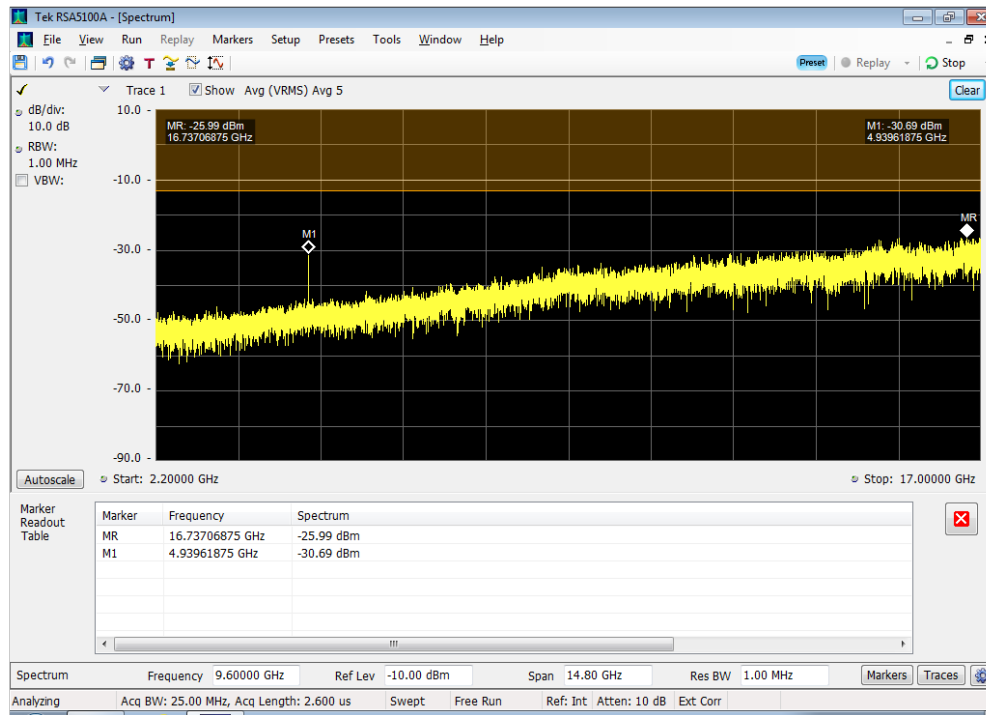 Tek RSA5100A - [Spectrum]
File View Run Replay Markers Setup Presets Tools Window Help
T Preset Replay Stop
Trace 1 Show Avg (VRMS) Avg 5 Clear
dB/div:
10.0 dB
RBW:
1.00 MHz
VBW:
10.0
-10.0
-30.0
-50.0
-70.0
-90.0
MR: -25.99 dBm
16.73706875 GHz
M1: -30.69 dBm
4.93961875 GHz
M1
MR
Autoscale Start: 2.20000 GHz Stop: 17.00000 GHz
Marker
Readout
Table
Marker Frequency Spectrum
MR 16.73706875 GHz -25.99 dBm
M1 4.93961875 GHz -30.69 dBm
Spectrum Frequency 9.60000 GHz Ref Lev -10.00 dBm Span 14.80 GHz Res BW 1.00 MHz Markers Traces
Analyzing Acq BW: 25.00 MHz, Acq Length: 2.600 us Swept Free Run Ref: Int Atten: 10 dB Ext Corr